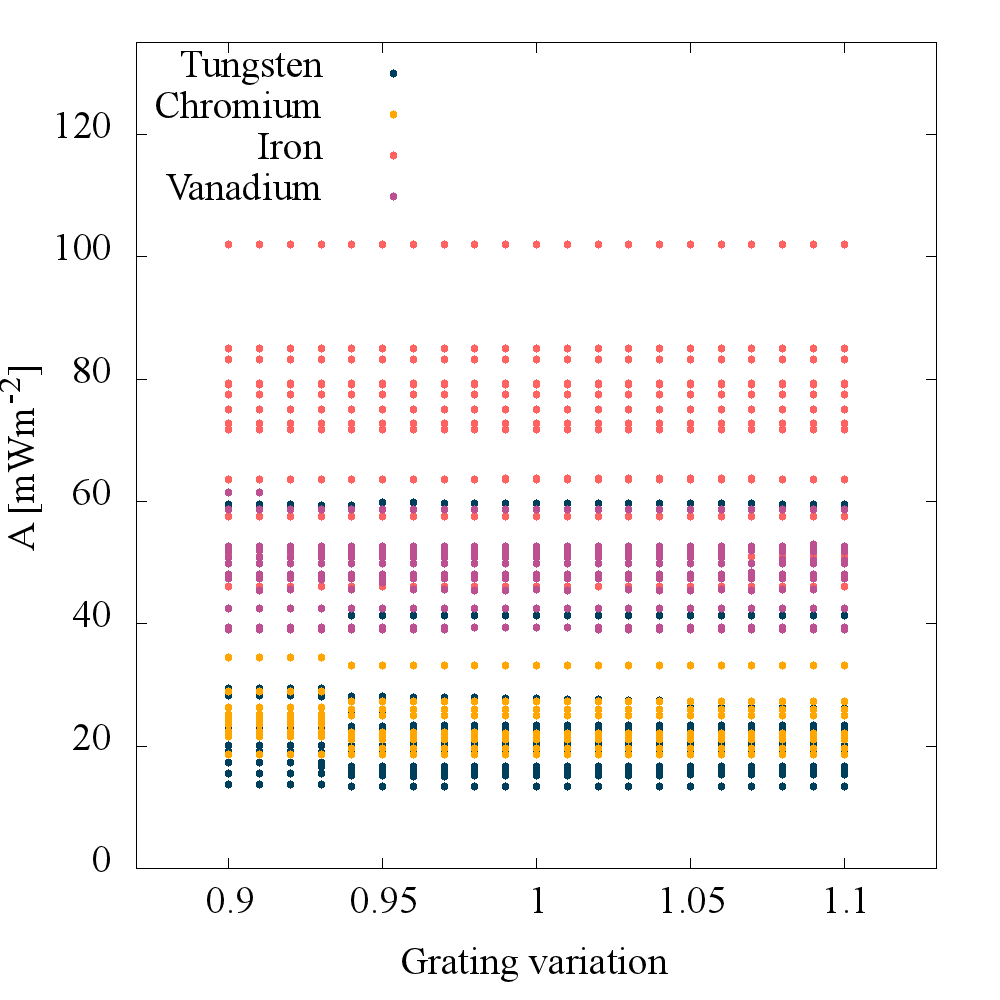 Tungsten
Chromium
Iron
Vanadium
120
100
80
60
40
20
0
A [mWm-2]
0.9 0.95 1 1.05 1.1
Grating variation